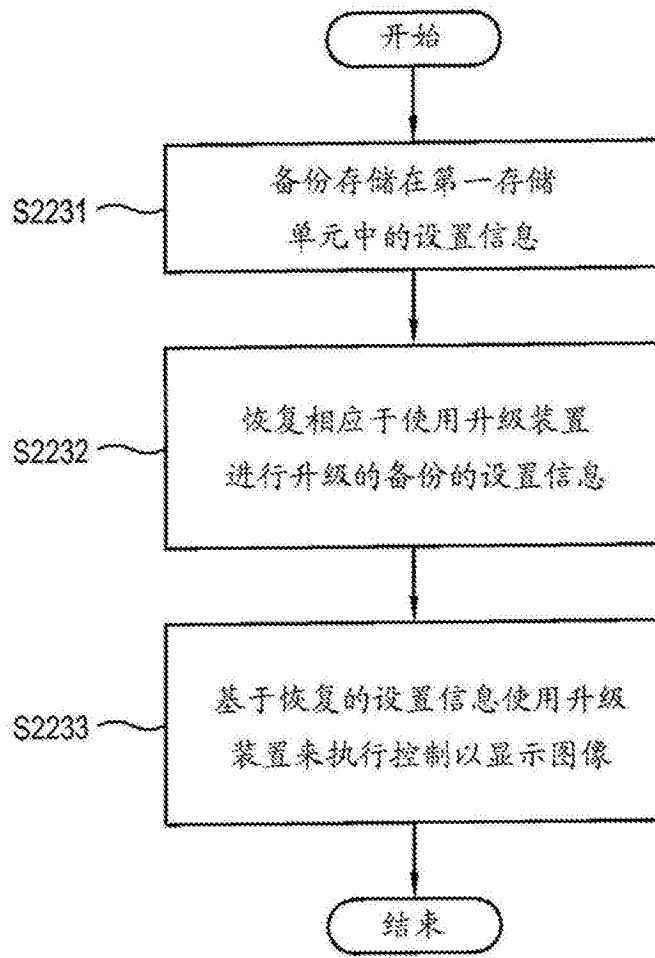 开始
S2231
备份存储在第一存储
单元中的设置信息
S2232
恢复相应于使用升级装置
进行升级的备份的设置信息
S2233
基于恢复的设置信息使用升级
装置来执行控制以显示图像
结束